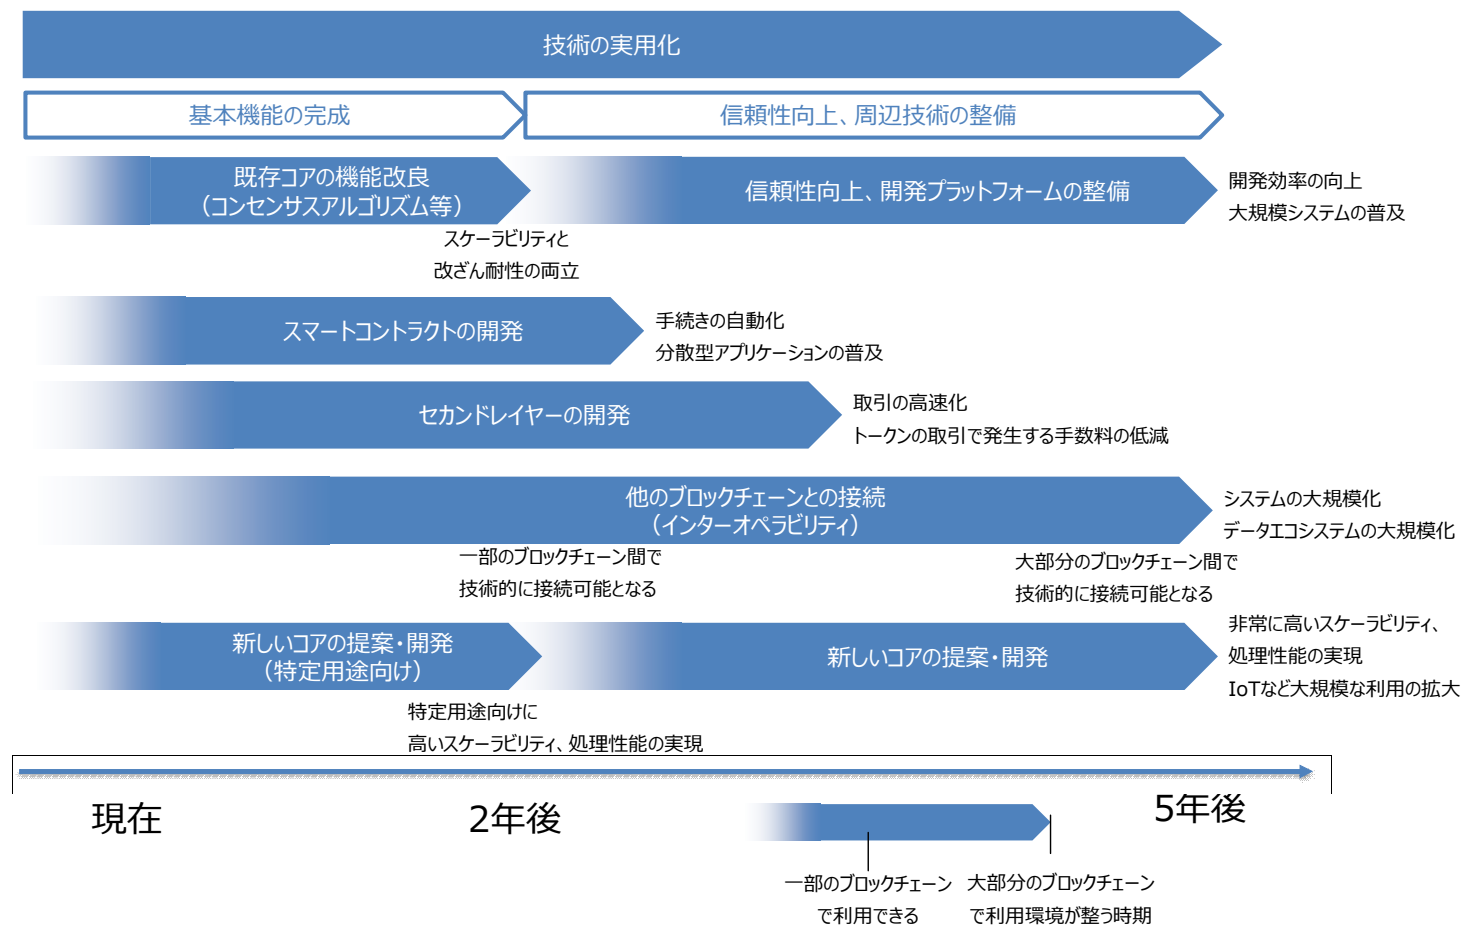 技術の実用化
基本機能の完成
信頼性向上、周辺技術の整備
既存コアの機能改良
（コンセンサスアルゴリズム等）
信頼性向上、開発プラットフォームの整備
開発効率の向上
大規模システムの普及
スケーラビリティと
改ざん耐性の両立
スマートコントラクトの開発
手続きの自動化
分散型アプリケーションの普及
セカンドレイヤーの開発
取引の高速化
トークンの取引で発生する手数料の低減
他のブロックチェーンとの接続
（インターオペラビリティ）
システムの大規模化
データエコシステムの大規模化
一部のブロックチェーン間で
技術的に接続可能となる
大部分のブロックチェーン間で
技術的に接続可能となる
新しいコアの提案・開発
（特定用途向け）
新しいコアの提案・開発
非常に高いスケーラビリティ、
処理性能の実現
IoTなど大規模な利用の拡大
特定用途向けに
高いスケーラビリティ、処理性能の実現
現在
2年後
5年後
一部のブロックチェーン
で利用できる
大部分のブロックチェーン
で利用環境が整う時期